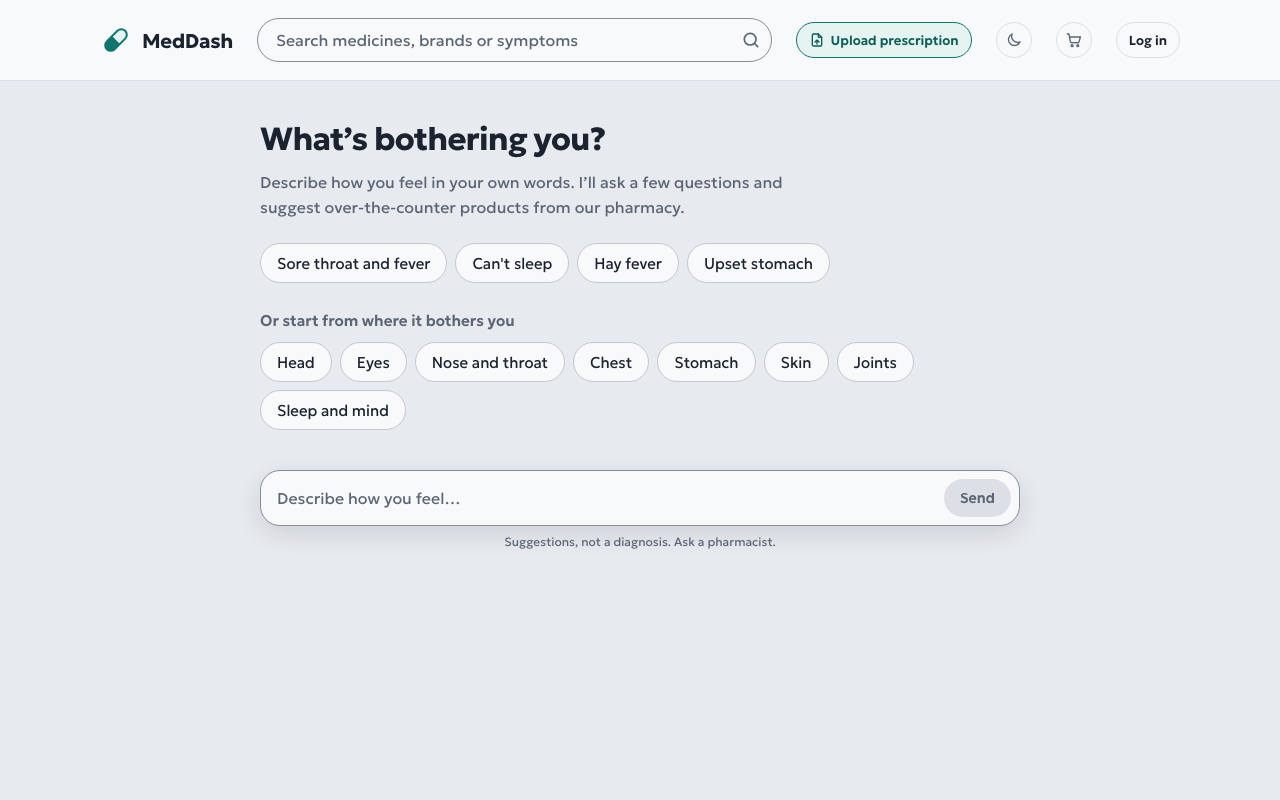 MedDash
Search medicines, brands or symptoms
Upload prescription
Log in
What’s bothering you?
Describe how you feel in your own words. I’ll ask a few questions and
suggest over-the-counter products from our pharmacy.
Sore throat and fever
Can't sleep
Hay fever
Upset stomach
Or start from where it bothers you
Head
Eyes
Nose and throat
Chest
Stomach
Skin
Joints
Sleep and mind
Describe how you feel…
Send
Suggestions, not a diagnosis. Ask a pharmacist.